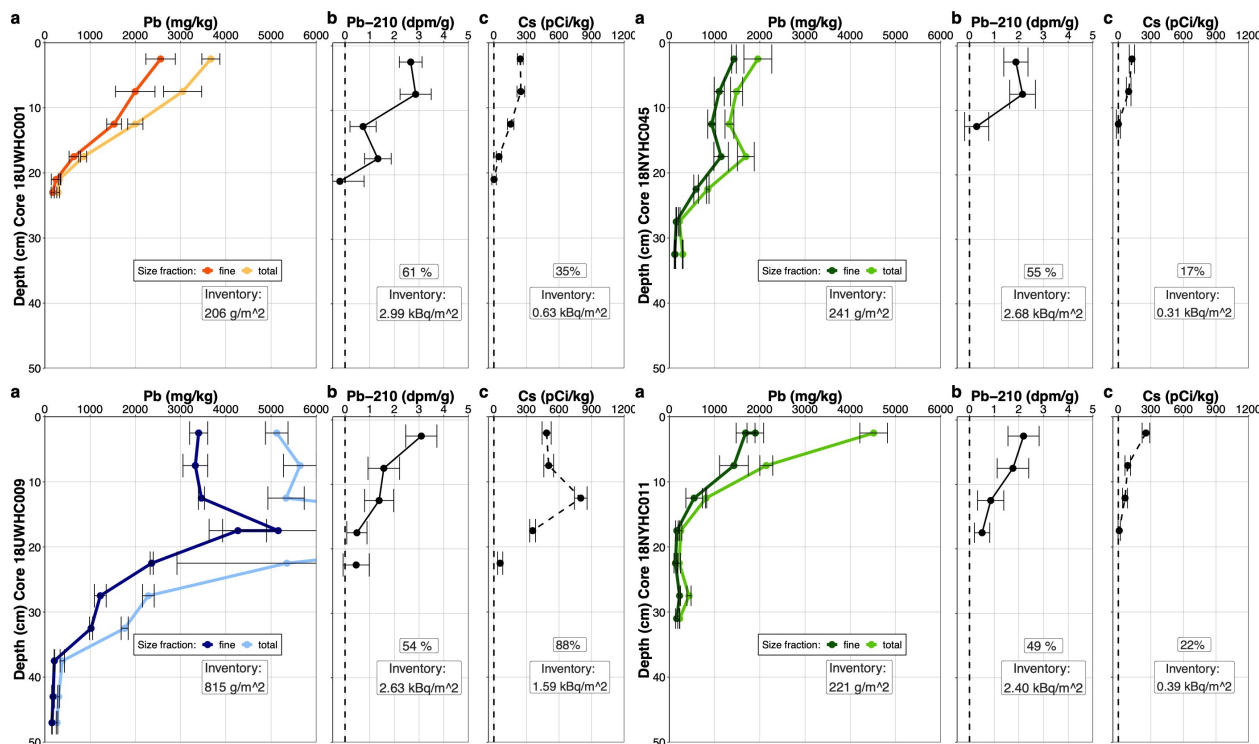 a
Pb (mg/kg)
0 1000 2000 3000 4000 5000 6000
b
Pb−210 (dpm/g)
0 1 2 3 4 5
c
Cs (pCi/kg)
0 300 600 900 1200
Depth (cm) Core 18UWHC001
0
10
20
30
40
50
Size fraction: fine total
Inventory:
206 g/m^2
61 %
Inventory:
2.99 kBq/m^2
35%
Inventory:
0.63 kBq/m^2
a
Pb (mg/kg)
0 1000 2000 3000 4000 5000 6000
b
Pb−210 (dpm/g)
0 1 2 3 4 5
c
Cs (pCi/kg)
0 300 600 900 1200
Depth (cm) Core 18NYHC045
0
10
20
30
40
50
Size fraction: fine total
Inventory:
241 g/m^2
55 %
Inventory:
2.68 kBq/m^2
17%
Inventory:
0.31 kBq/m^2
a
Pb (mg/kg)
0 1000 2000 3000 4000 5000 6000
b
Pb−210 (dpm/g)
0 1 2 3 4 5
c
Cs (pCi/kg)
0 300 600 900 1200
Depth (cm) Core 18UWHC009
0
10
20
30
40
50
Size fraction: fine total
Inventory:
815 g/m^2
54 %
Inventory:
2.63 kBq/m^2
88%
Inventory:
1.59 kBq/m^2
a
Pb (mg/kg)
0 1000 2000 3000 4000 5000 6000
b
Pb−210 (dpm/g)
0 1 2 3 4 5
c
Cs (pCi/kg)
0 300 600 900 1200
Depth (cm) Core 18NYHC011
0
10
20
30
40
50
Size fraction: fine total
Inventory:
221 g/m^2
49 %
Inventory:
2.40 kBq/m^2
22%
Inventory:
0.39 kBq/m^2